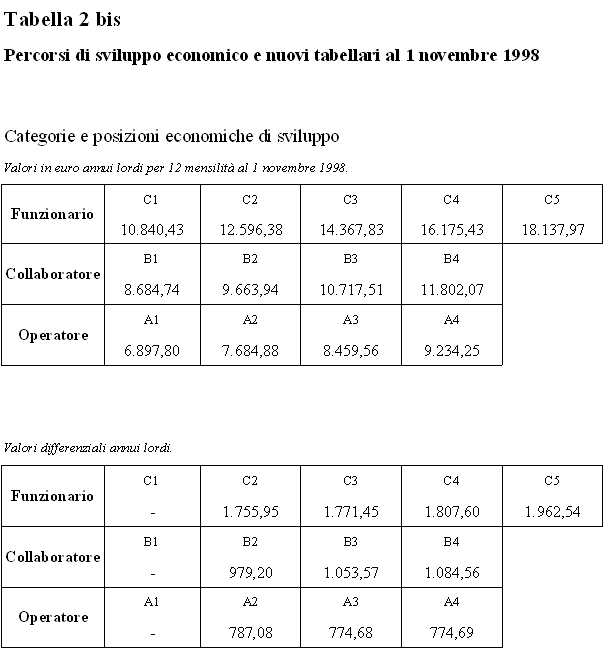 Tabella 2 bis
Percorsi di sviluppo economico e nuovi tabellari al 1 novembre 1998
Categorie e posizioni economiche di sviluppo
Valori in euro annui lordi per 12 mensilità al 1 novembre 1998.
Funzionario C1 C2 C3 C4 C5
10.840,43 12.596,38 14.367,83 16.175,43 18.137,97
Collaboratore B1 B2 B3 B4
8.684,74 9.663,94 10.717,51 11.802,07
Operatore A1 A2 A3 A4
6.897,80 7.684,88 8.459,56 9.234,25
Valori differenziali annui lordi.
Funzionario C1 C2 C3 C4 C5
- 1.755,95 1.771,45 1.807,60 1.962,54
Collaboratore B1 B2 B3 B4
- 979,20 1.053,57 1.084,56
Operatore A1 A2 A3 A4
- 787,08 774,68 774,69